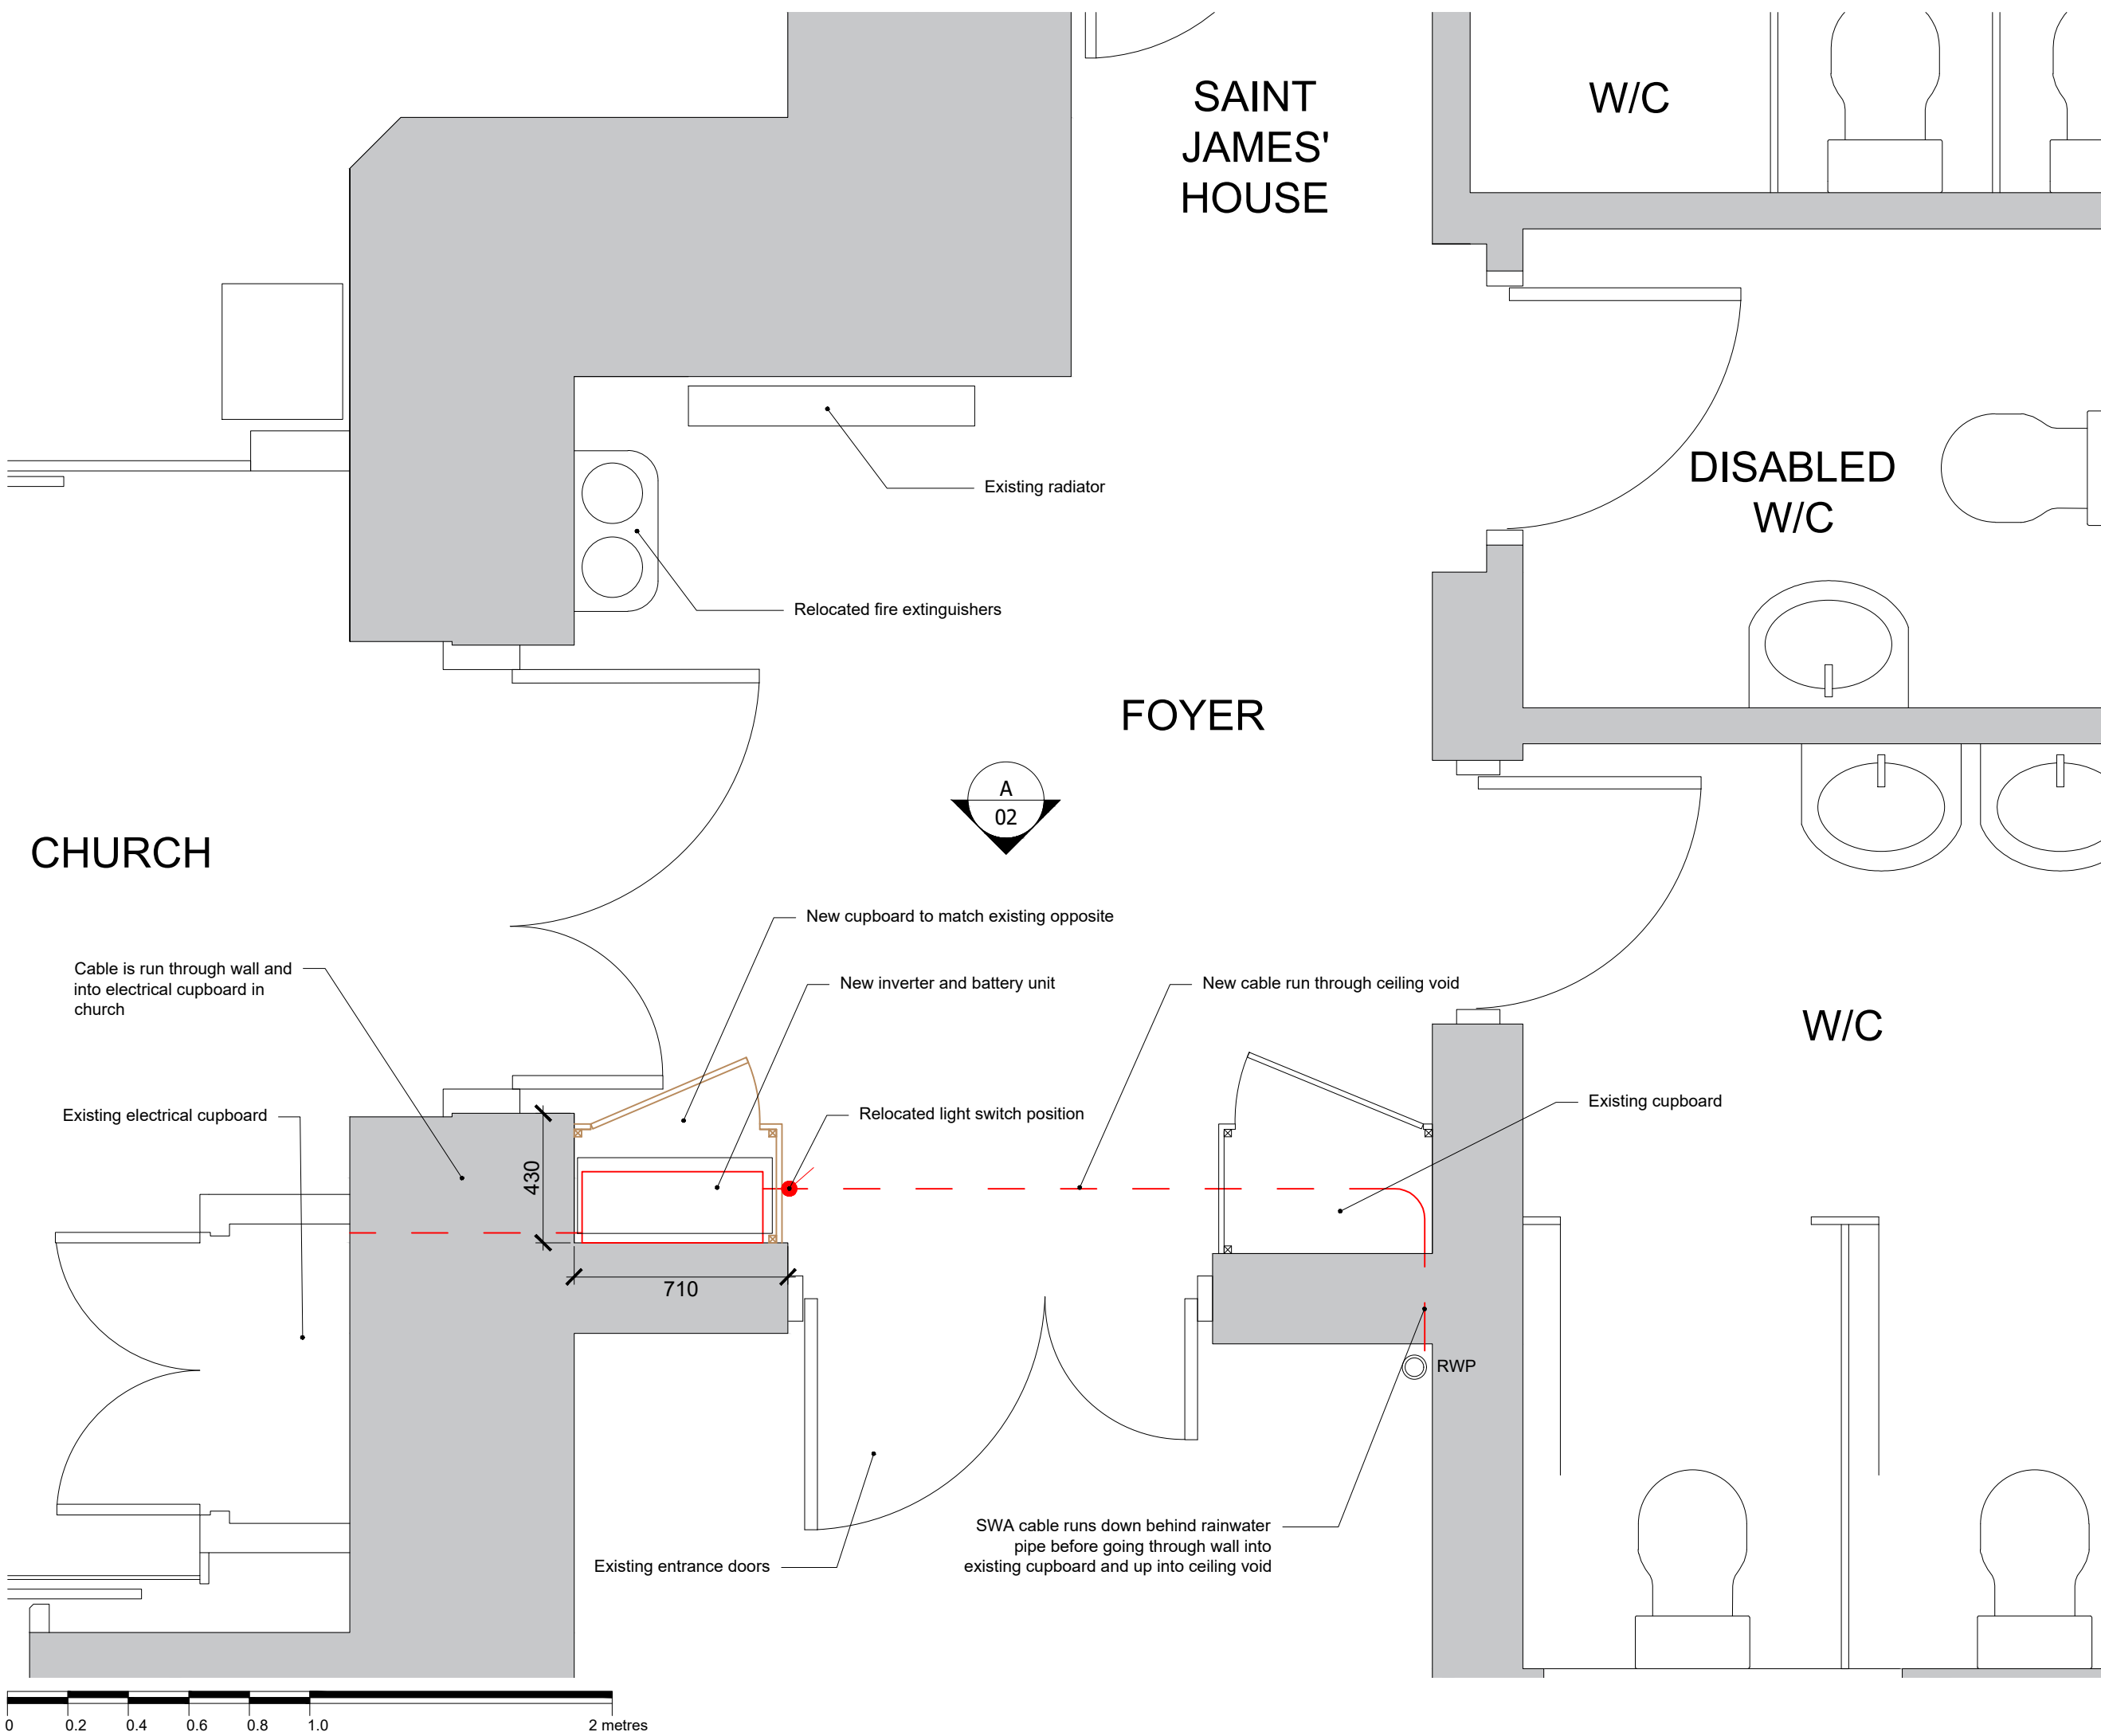 SAINT
JAMES'
HOUSE
W/C
Existing radiator
DISABLED
W/C
Relocated fire extinguishers
FOYER
A
02
CHURCH
New cupboard to match existing opposite
Cable is run through wall and
into electrical cupboard in
church
New inverter and battery unit
New cable run through ceiling void
W/C
Existing electrical cupboard
Relocated light switch position
Existing cupboard
430
710
RWP
SWA cable runs down behind rainwater
pipe before going through wall into
existing cupboard and up into ceiling void
Existing entrance doors
0 0.2 0.4 0.6 0.8 1.0 2 metres